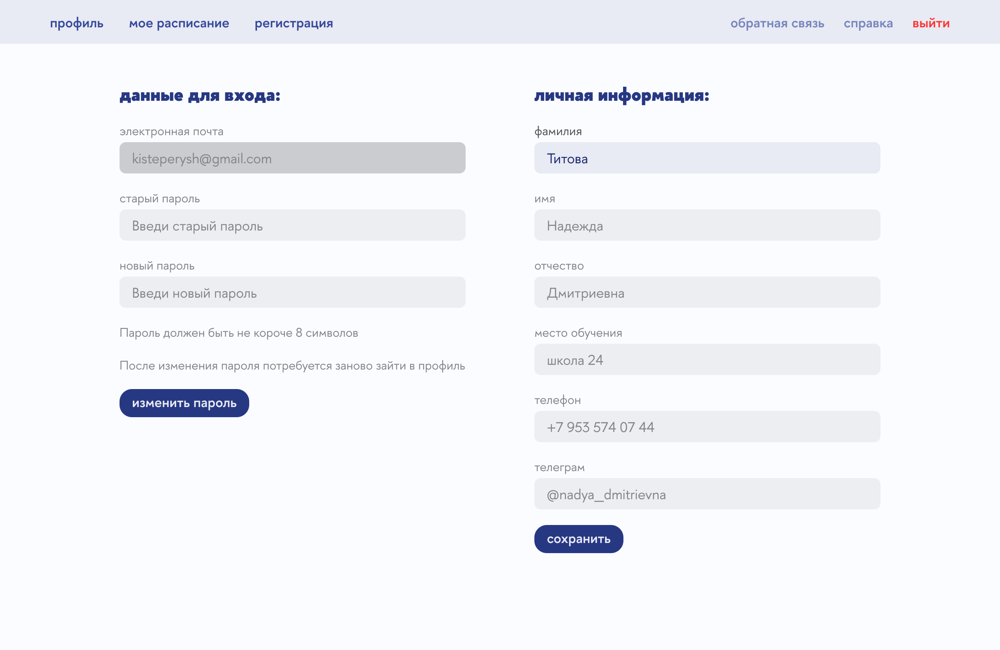 профиль мое расписание регистрация обратная связь справка выйти
данные для входа:
электронная почта
kisteperysh@gmail.com
старый пароль
Введи старый пароль
новый пароль
Введи новый пароль
Пароль должен быть не короче 8 символов
После изменения пароля потребуется заново зайти в профиль
изменить пароль
личная информация:
фамилия
Титова
имя
Надежда
отчество
Дмитриевна
место обучения
школа 24
телефон
+7 953 574 07 44
телеграм
@nadya_dmitrievna
сохранить